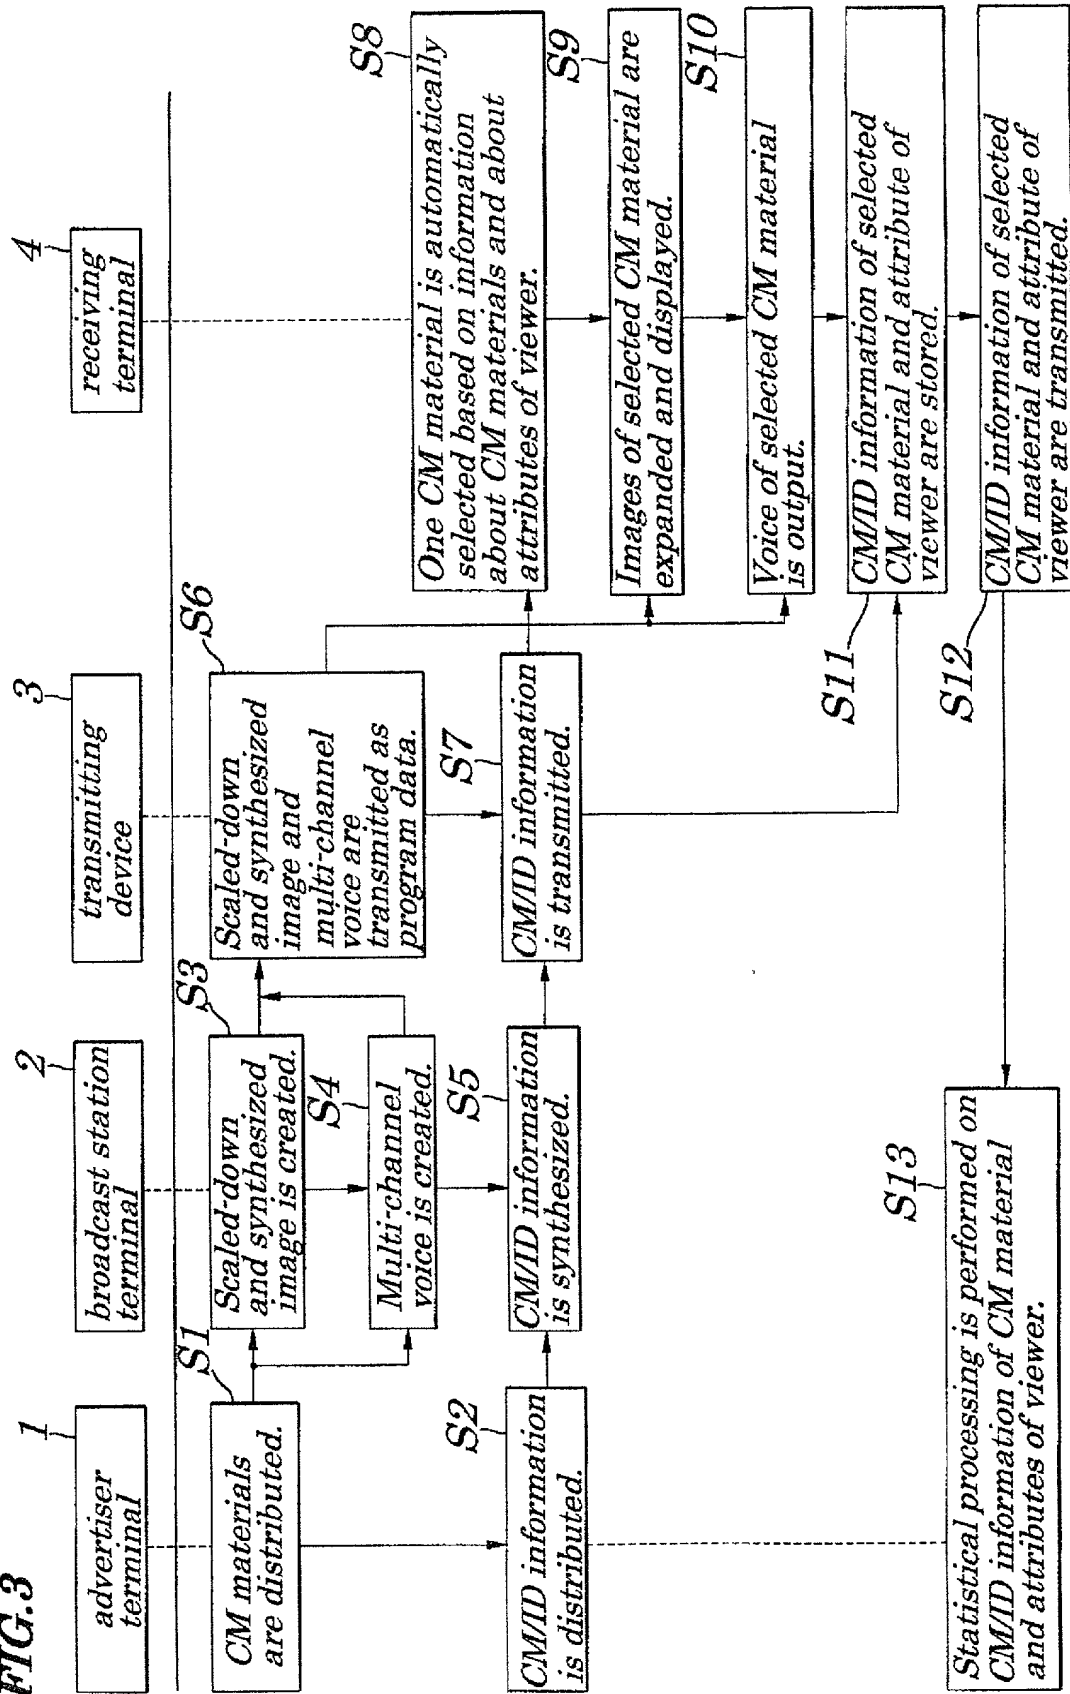 FIG.3
1
advertiser
terminal
2
broadcast station
terminal
3
transmitting
device
4
receiving
terminal
S1
CM materials
are distributed.
S2
CM/ID information
is distributed.
S3
Scaled-down
and synthesized
image is created.
S4
Multi-channel
voice is created.
S5
CM/ID information
is synthesized.
S6
Scaled-down
and synthesized
image and
multi-channel
voice are
transmitted as
program data.
S7
CM/ID information
is transmitted.
S8
One CM material is automatically
selected based on information
about CM materials and about
attributes of viewer.
S9
Images of selected CM material are
expanded and displayed.
S10
Voice of selected CM material
is output.
S11
CM/ID information of selected
CM material and attribute of
viewer are stored.
S12
CM/ID information of selected
CM material and attribute of
viewer are transmitted.
S13
Statistical processing is performed on
CM/ID information of CM material
and attributes of viewer.